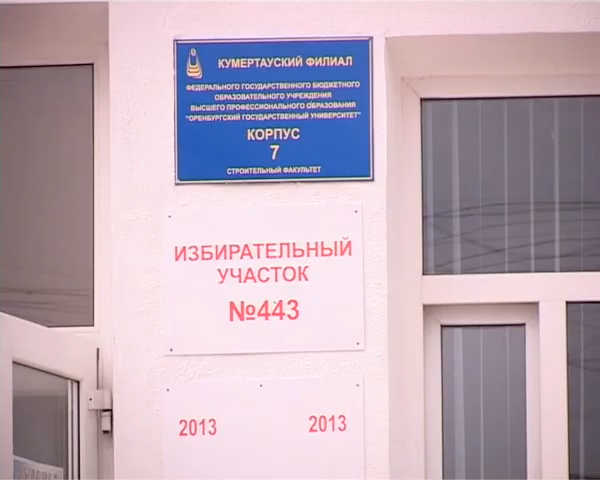 КУМЕРТАУСКИЙ ФИЛИАЛ
ФЕДЕРАЛЬНОГО ГОСУДАРСТВЕННОГО БЮДЖЕТНОГО
ОБРАЗОВАТЕЛЬНОГО УЧРЕЖДЕНИЯ
ВЫСШЕГО ПРОФЕССИОНАЛЬНОГО ОБРАЗОВАНИЯ
"ОРЕНБУРГСКИЙ ГОСУДАРСТВЕННЫЙ УНИВЕРСИТЕТ"
КОРПУС
7
СТРОИТЕЛЬНЫЙ ФАКУЛЬТЕТ
ИЗБИРАТЕЛЬНЫЙ
УЧАСТОК
№443
2013 2013